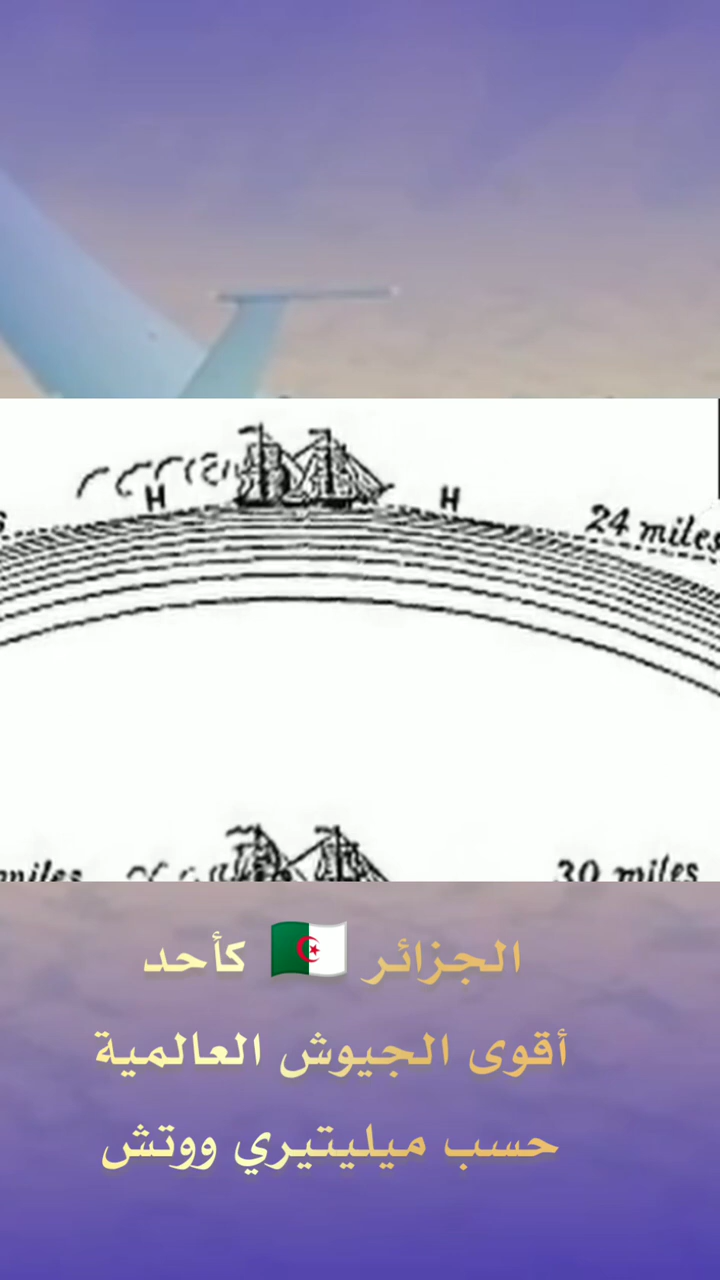 H H
24 miles
30 miles
الجزائر 🇩🇿 كأحد
أقوى الجيوش العالمية
حسب ميليتيري ووتش